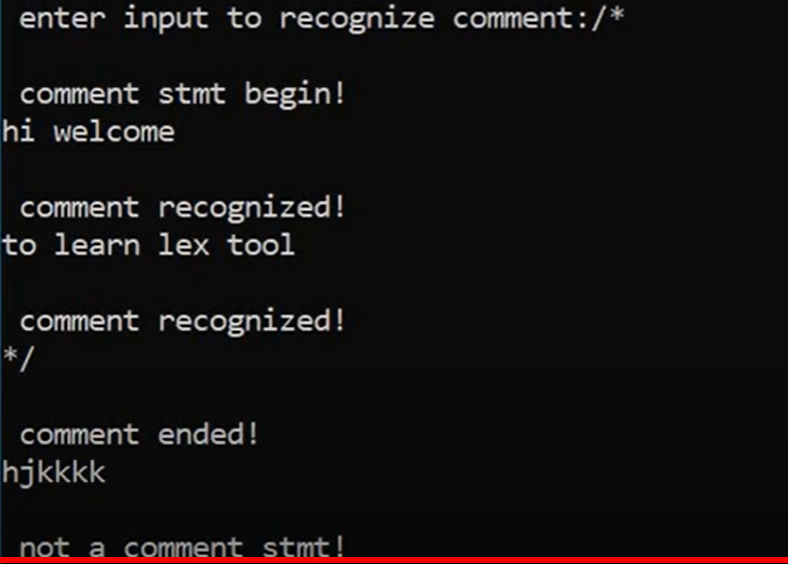 enter input to recognize comment:/*
comment stmt begin!
hi welcome
comment recognized!
to learn lex tool
comment recognized!
*/
comment ended!
hjkkkk
not a comment stmt!